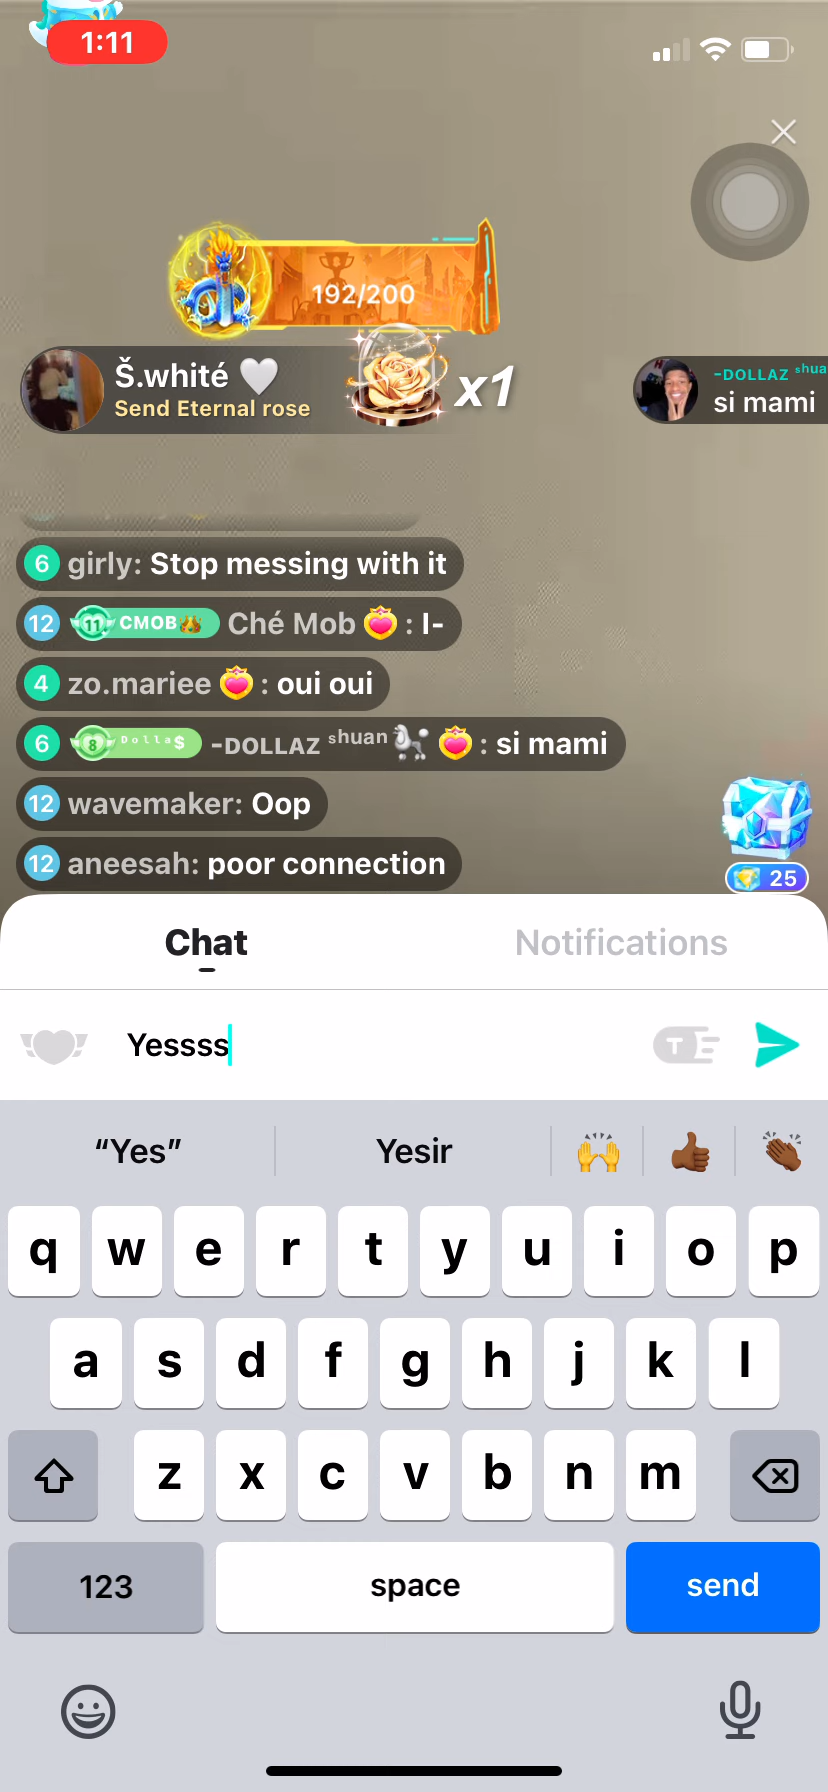 1:11
192/200
Š.whité 🤍
Send Eternal rose
x1
-DOLLAZ ˢʰᵘᵃ
si mami
6 girly: Stop messing with it
12 11 CMOB Ché Mob : I-
4 zo.mariee : oui oui
6 8 ᴰᵒˡˡᵃ$ -DOLLAZ ˢʰᵘᵃⁿ🐩 : si mami
12 wavemaker: Oop
12 aneesah: poor connection
25
Chat Notifications
Yessss T
“Yes” Yesir 🙌 👍🏾 👏🏾
q w e r t y u i o p
a s d f g h j k l
z x c v b n m
123 space send